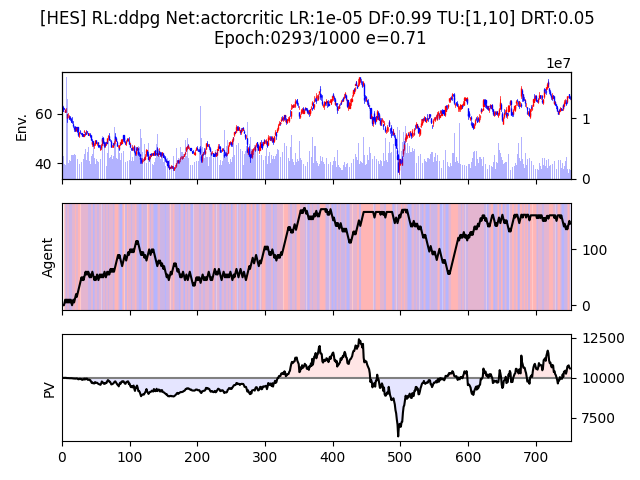 [HES] RL:ddpg Net:actorcritic LR:1e-05 DF:0.99 TU:[1,10] DRT:0.05
Epoch:0293/1000 e=0.71
1e7
Env.
60
40
1
0
Agent
100
0
PV
12500
10000
7500
0 100 200 300 400 500 600 700